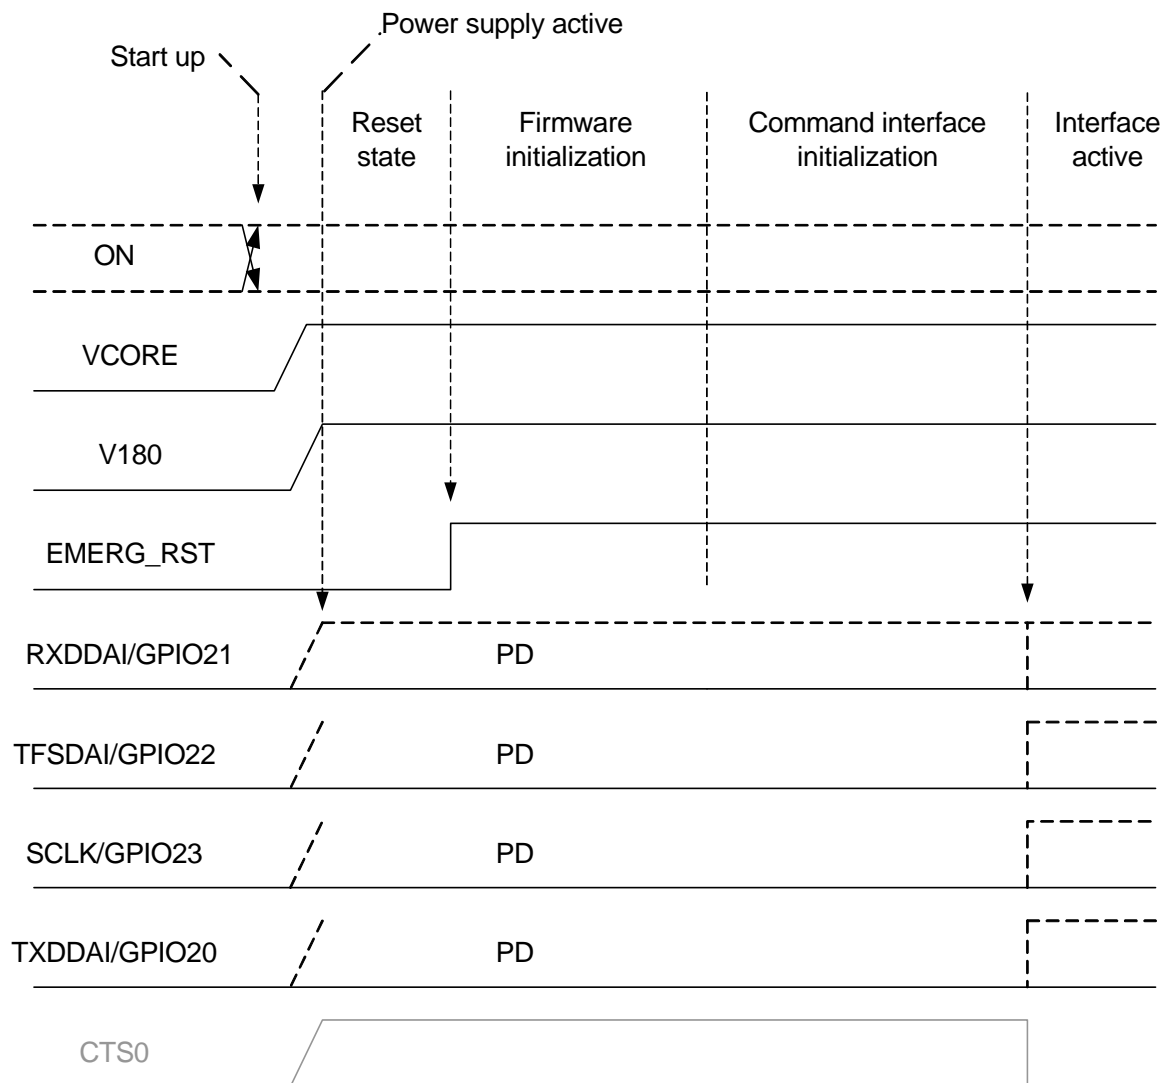 Power supply active
Start up
Reset
state
Firmware
initialization
Command interface
initialization
Interface
active
ON
VCORE
V180
EMERG_RST
RXDDAI/GPIO21
PD
TFSDAI/GPIO22
PD
SCLK/GPIO23
PD
TXDDAI/GPIO20
PD
CTS0